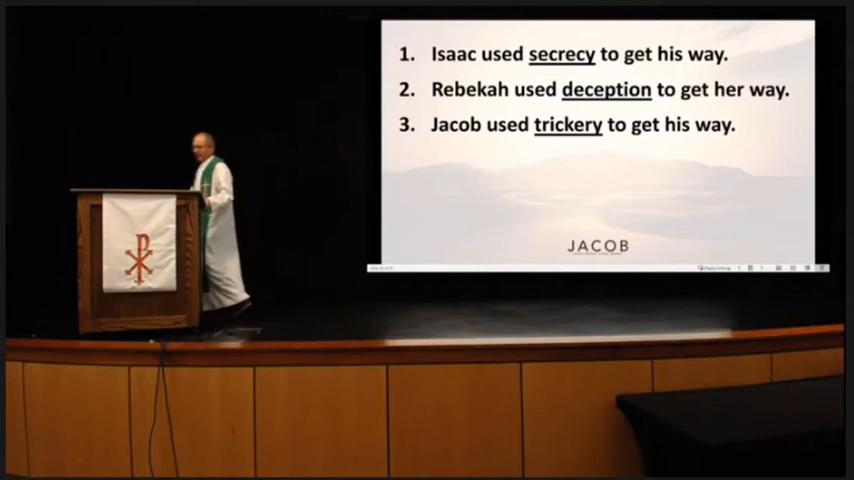 1. Isaac used secrecy to get his way.
2. Rebekah used deception to get her way.
3. Jacob used trickery to get his way.
JACOB